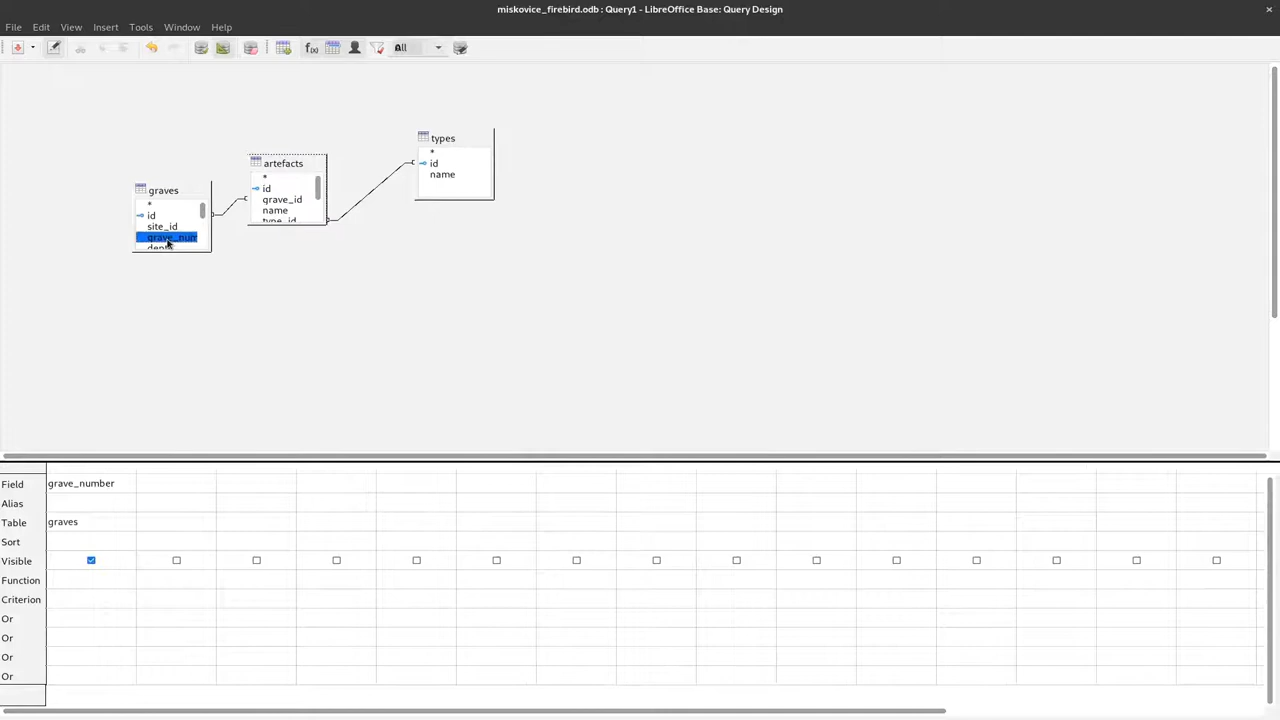 miskovice_firebird.odb : Query1 - LibreOffice Base: Query Design
File Edit View Insert Tools Window Help
All
types
*
id
name
artefacts
*
id
grave_id
name
type_id
graves
*
id
site_id
grave_num
Field grave_number
Alias
Table graves
Sort
Visible
Function
Criterion
Or
Or
Or
Or